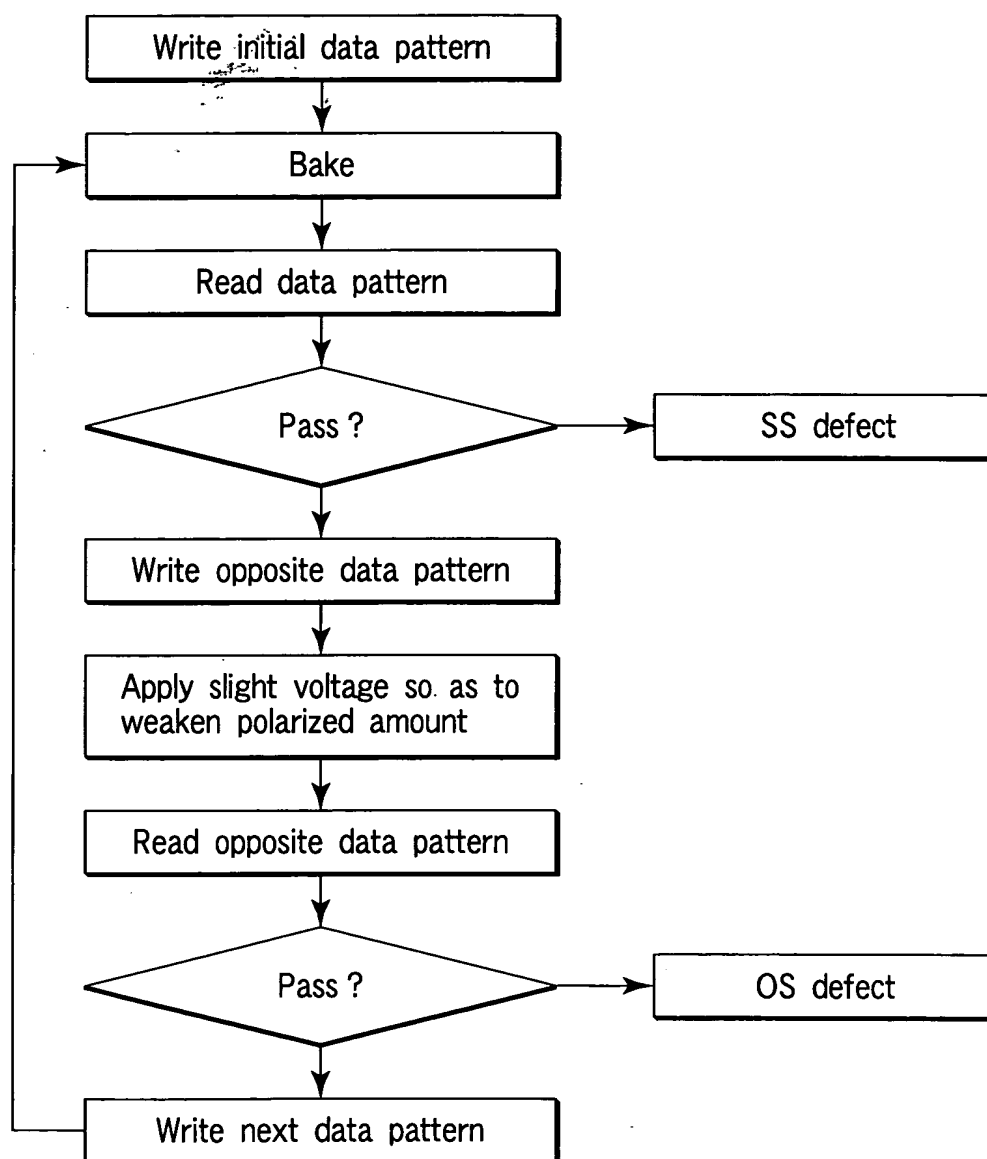 Write initial data pattern
Bake
Read data pattern
Pass ?
SS defect
Write opposite data pattern
Apply slight voltage so as to
weaken polarized amount
Read opposite data pattern
Pass ?
OS defect
Write next data pattern